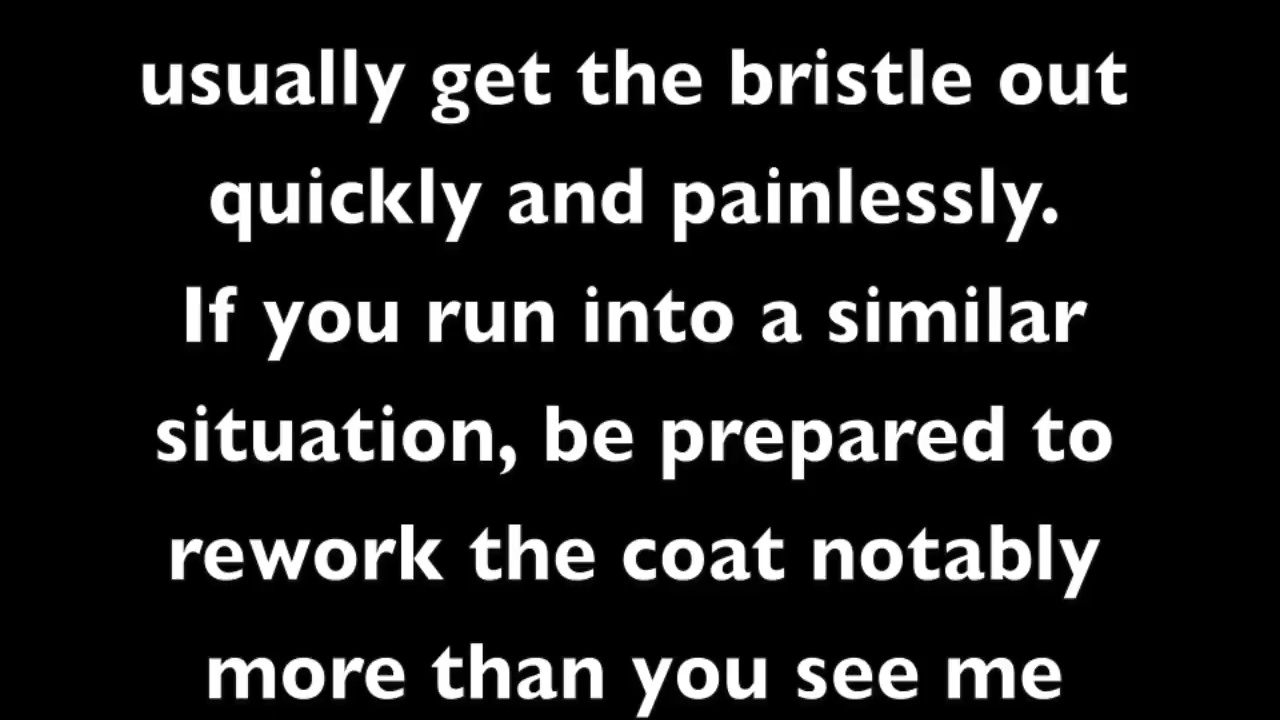 usually get the bristle out
quickly and painlessly.
If you run into a similar
situation, be prepared to
rework the coat notably
more than you see me